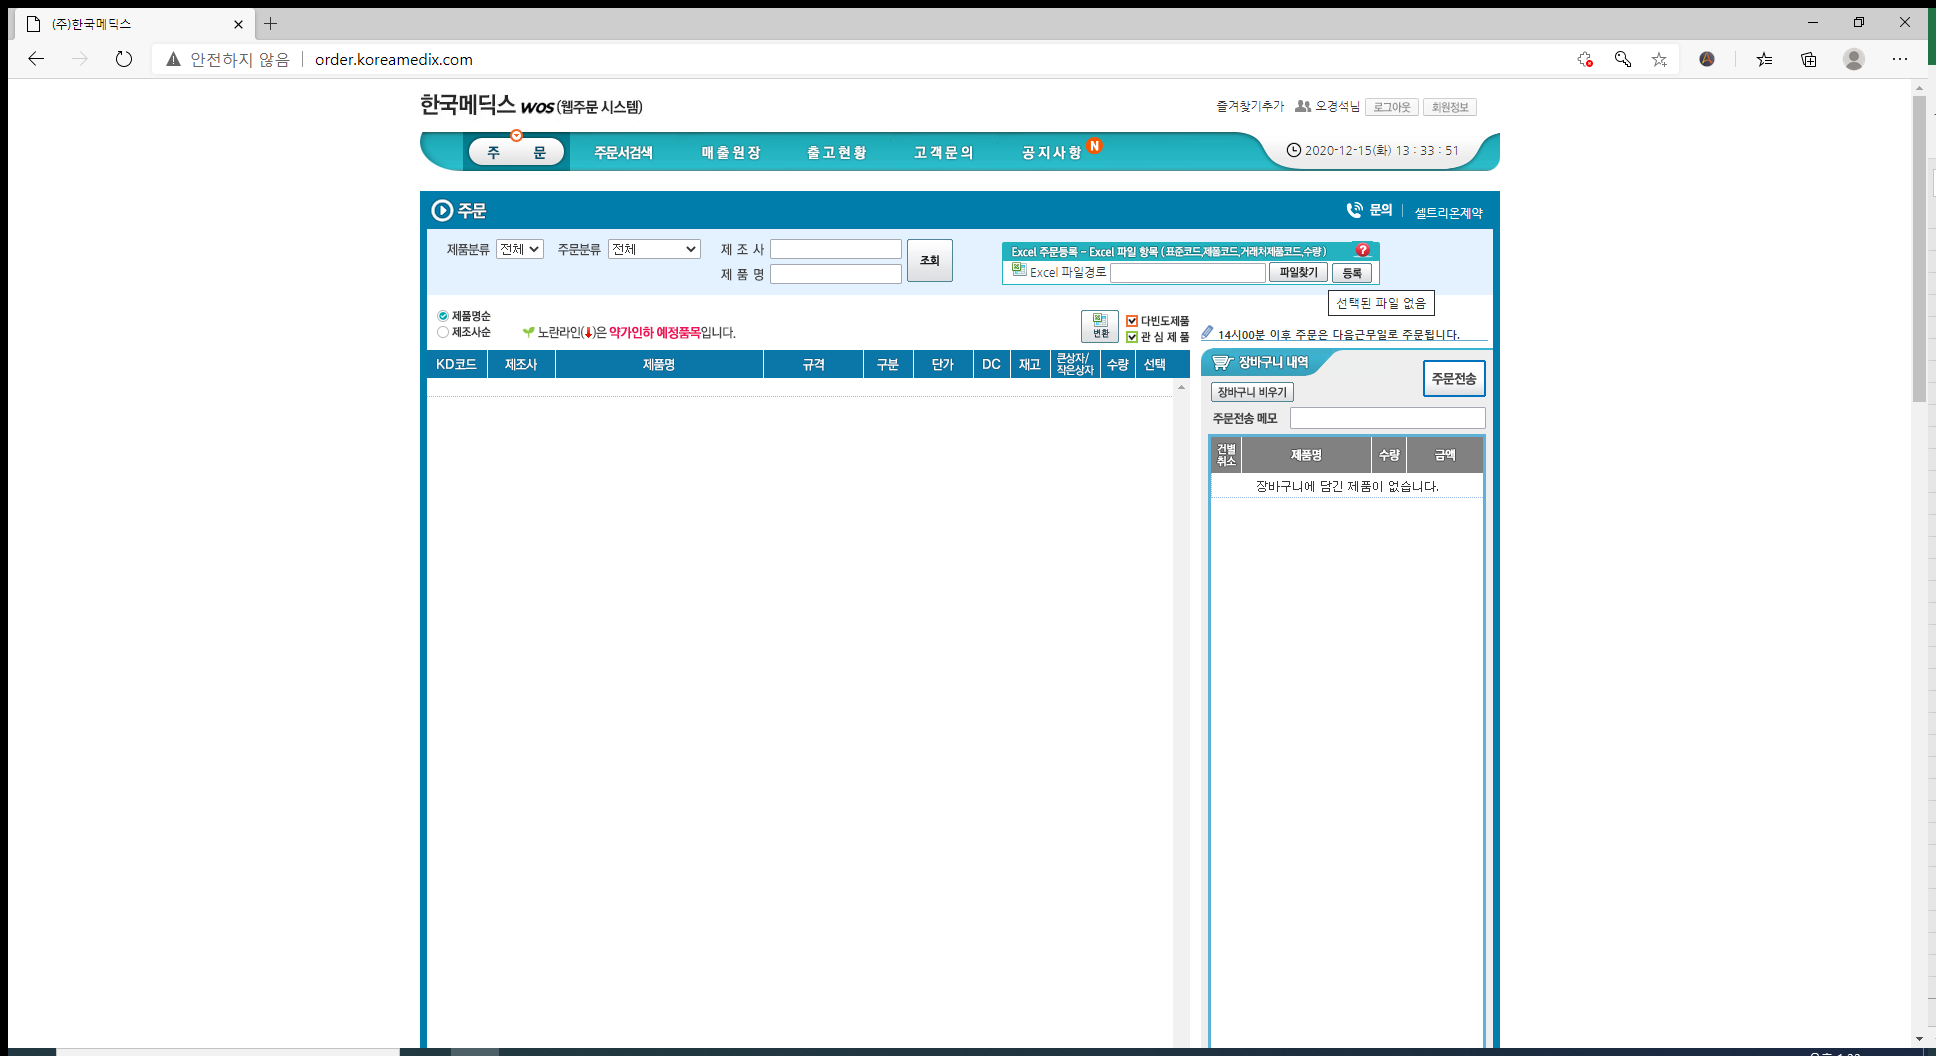 (주)한국메딕스
안전하지 않음 order.koreamedix.com
한국메딕스 WOS (웹주문 시스템)
즐겨찾기추가 오경석님 로그아웃 회원정보
주 문 주문서검색 매출원장 출고현황 고객문의 공지사항 N 2020-12-15(화) 13 : 33 : 51
주문 문의 셀트리온제약
제품분류 전체 주문분류 전체 제 조 사 조회
제 품 명
Excel 주문등록 - Excel 파일 항목 (표준코드,제품코드,거래처제품코드,수량) ?
Excel 파일경로 파일찾기 등록
선택된 파일 없음
제품명순
제조사순
노란라인(↓)은 약가인하 예정품목입니다.
변환
다빈도제품
관 심 제 품
14시00분 이후 주문은 다음근무일로 주문됩니다.
KD코드 제조사 제품명 규격 구분 단가 DC 재고 큰상자/작은상자 수량 선택
장바구니 내역
주문전송
장바구니 비우기
주문전송 메모
건별취소 제품명 수량 금액
장바구니에 담긴 제품이 없습니다.